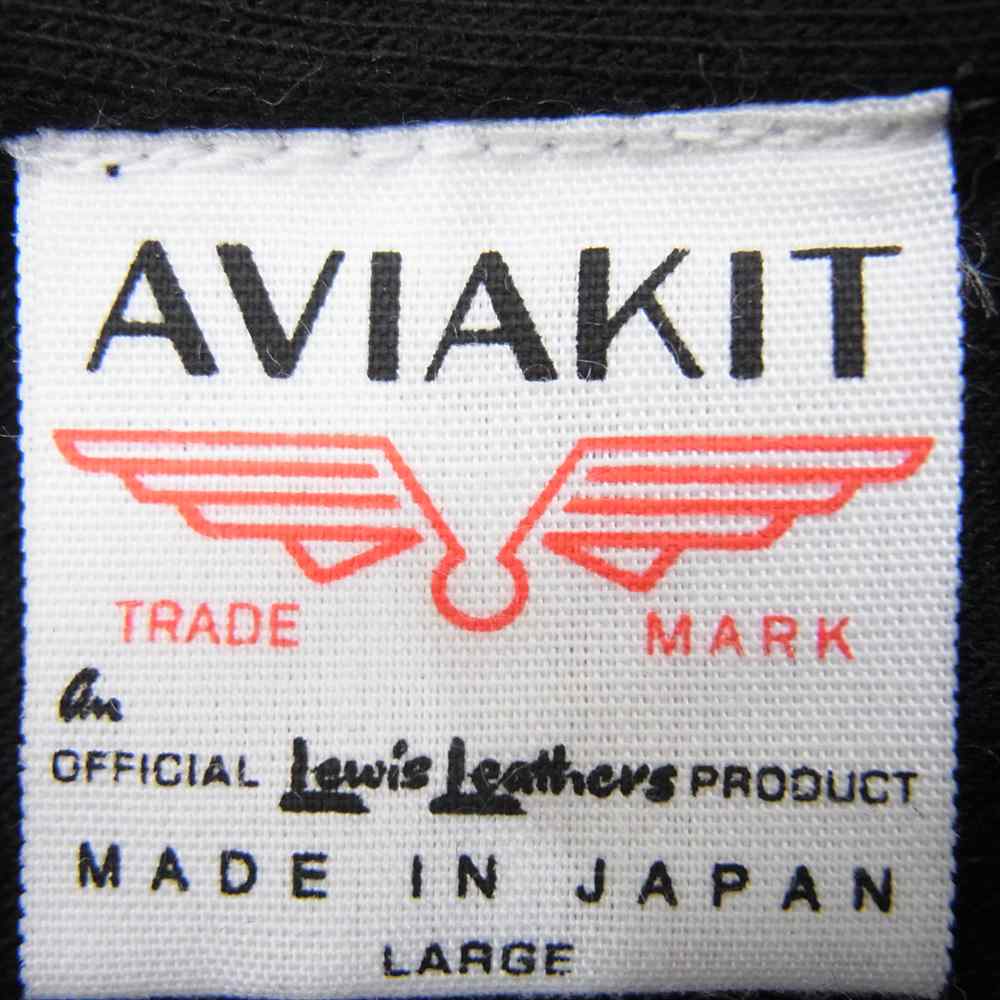 AVIAKIT
TRADE MARK
An
OFFICIAL Lewis Leathers PRODUCT
MADE IN JAPAN
LARGE